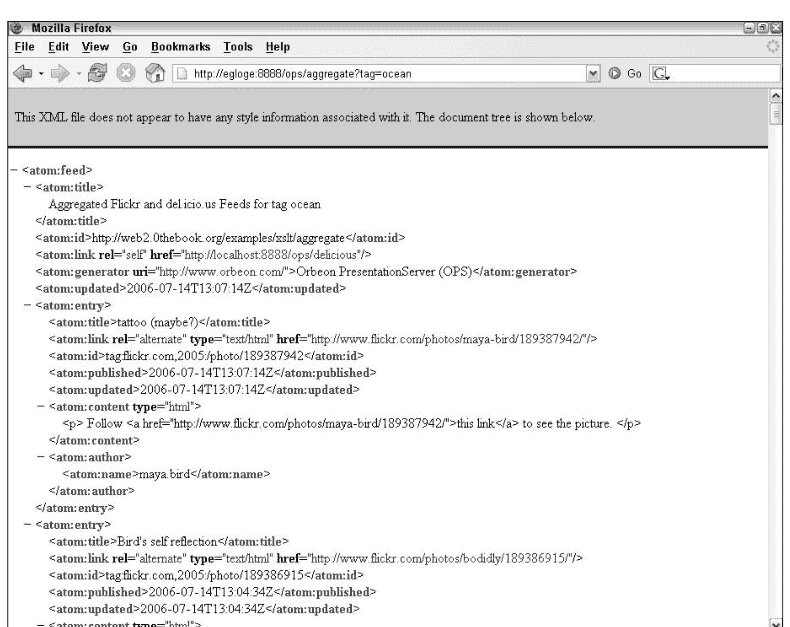 Mozilla Firefox
File Edit View Go Bookmarks Tools Help
http://egloge:8888/ops/aggregate?tag=ocean Go G
This XML file does not appear to have any style information associated with it. The document tree is shown below.
– <atom:feed>
– <atom:title>
Aggregated Flickr and del.icio.us Feeds for tag ocean
</atom:title>
<atom:id>http://web2.0thebook.org/examples/xslt/aggregate</atom:id>
<atom:link rel="self" href="http://localhost:8888/ops/delicious"/>
<atom:generator uri="http://www.orbeon.com/">Orbeon PresentationServer (OPS)</atom:generator>
<atom:updated>2006-07-14T13:07:14Z</atom:updated>
– <atom:entry>
<atom:title>tattoo (maybe?)</atom:title>
<atom:link rel="alternate" type="text/html" href="http://www.flickr.com/photos/maya-bird/189387942/"/>
<atom:id>tag:flickr.com,2005:/photo/189387942</atom:id>
<atom:published>2006-07-14T13:07:14Z</atom:published>
<atom:updated>2006-07-14T13:07:14Z</atom:updated>
– <atom:content type="html">
<p> Follow <a href="http://www.flickr.com/photos/maya-bird/189387942/">this link</a> to see the picture. </p>
</atom:content>
– <atom:author>
<atom:name>maya.bird</atom:name>
</atom:author>
</atom:entry>
– <atom:entry>
<atom:title>Bird's self reflection</atom:title>
<atom:link rel="alternate" type="text/html" href="http://www.flickr.com/photos/bodidly/189386915/"/>
<atom:id>tag:flickr.com,2005:/photo/189386915</atom:id>
<atom:published>2006-07-14T13:04:34Z</atom:published>
<atom:updated>2006-07-14T13:04:34Z</atom:updated>
– <atom:content type="html">